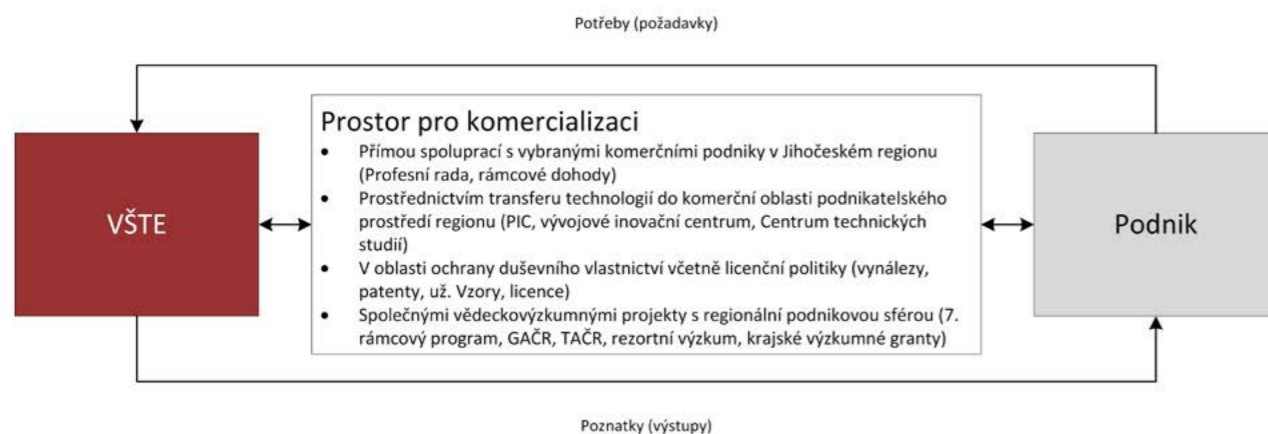 Potřeby (požadavky)
Prostor pro komercializaci
• Přímou spoluprací s vybranými komerčními podniky v Jihočeském regionu
(Profesní rada, rámcové dohody)
• Prostřednictvím transferu technologií do komerční oblasti podnikatelského
prostředí regionu (PIC, vývojové inovační centrum, Centrum technických
studií)
• V oblasti ochrany duševního vlastnictví včetně licenční politiky (vynálezy,
patenty, už. Vzory, licence)
• Společnými vědeckovýzkumnými projekty s regionální podnikovou sférou (7.
rámcový program, GAČR, TAČR, rezortní výzkum, krajské výzkumné granty)
VŠTE
Podnik
Poznatky (výstupy)